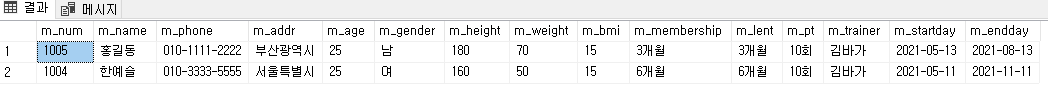 결과 메시지
m_num m_name m_phone m_addr m_age m_gender m_height m_weight m_bmi m_membership m_lent m_pt m_trainer m_startday m_endday
1 1005 홍길동 010-1111-2222 부산광역시 25 남 180 70 15 3개월 3개월 10회 김바가 2021-05-13 2021-08-13
2 1004 한예슬 010-3333-5555 서울특별시 25 여 160 50 15 6개월 6개월 10회 김바가 2021-05-11 2021-11-11